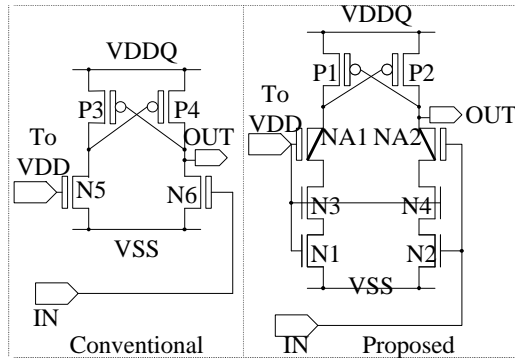 VDDQ
P3
P4
To
VDD
OUT
N5
N6
VSS
IN
Conventional
VDDQ
P1
P2
To
VDD
OUT
NA1
NA2
N3
N4
N1
N2
VSS
IN
Proposed